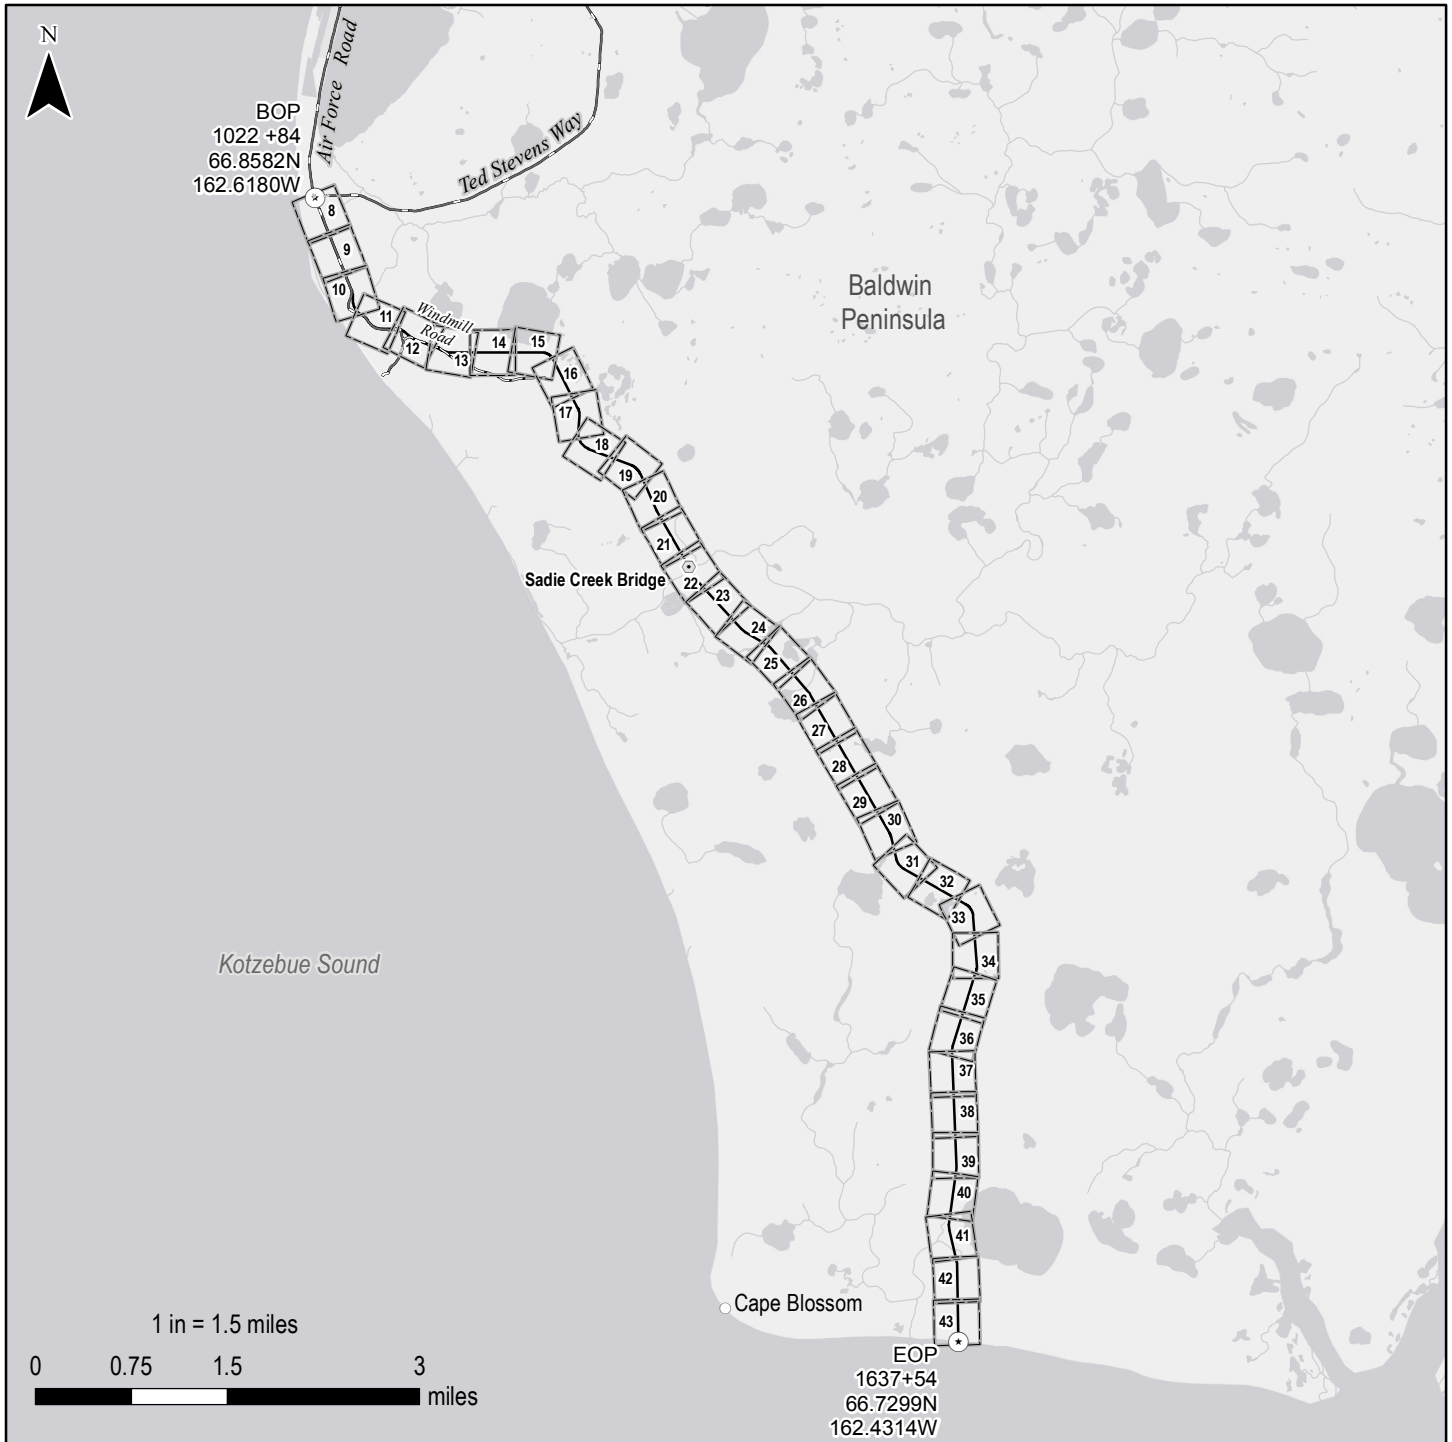 N
Air Force Road
BOP
1022 +84
66.8582N
162.6180W
Ted Stevens Way
8
9
10
11
Windmill
Road
12
13
14
15
16
17
18
19
20
21
Baldwin
Peninsula
Sadie Creek Bridge
22
23
24
25
26
27
28
29
30
31
32
33
34
35
36
37
38
39
40
41
42
43
Kotzebue Sound
Cape Blossom
EOP
1637+54
66.7299N
162.4314W
1 in = 1.5 miles
0 0.75 1.5 3
miles